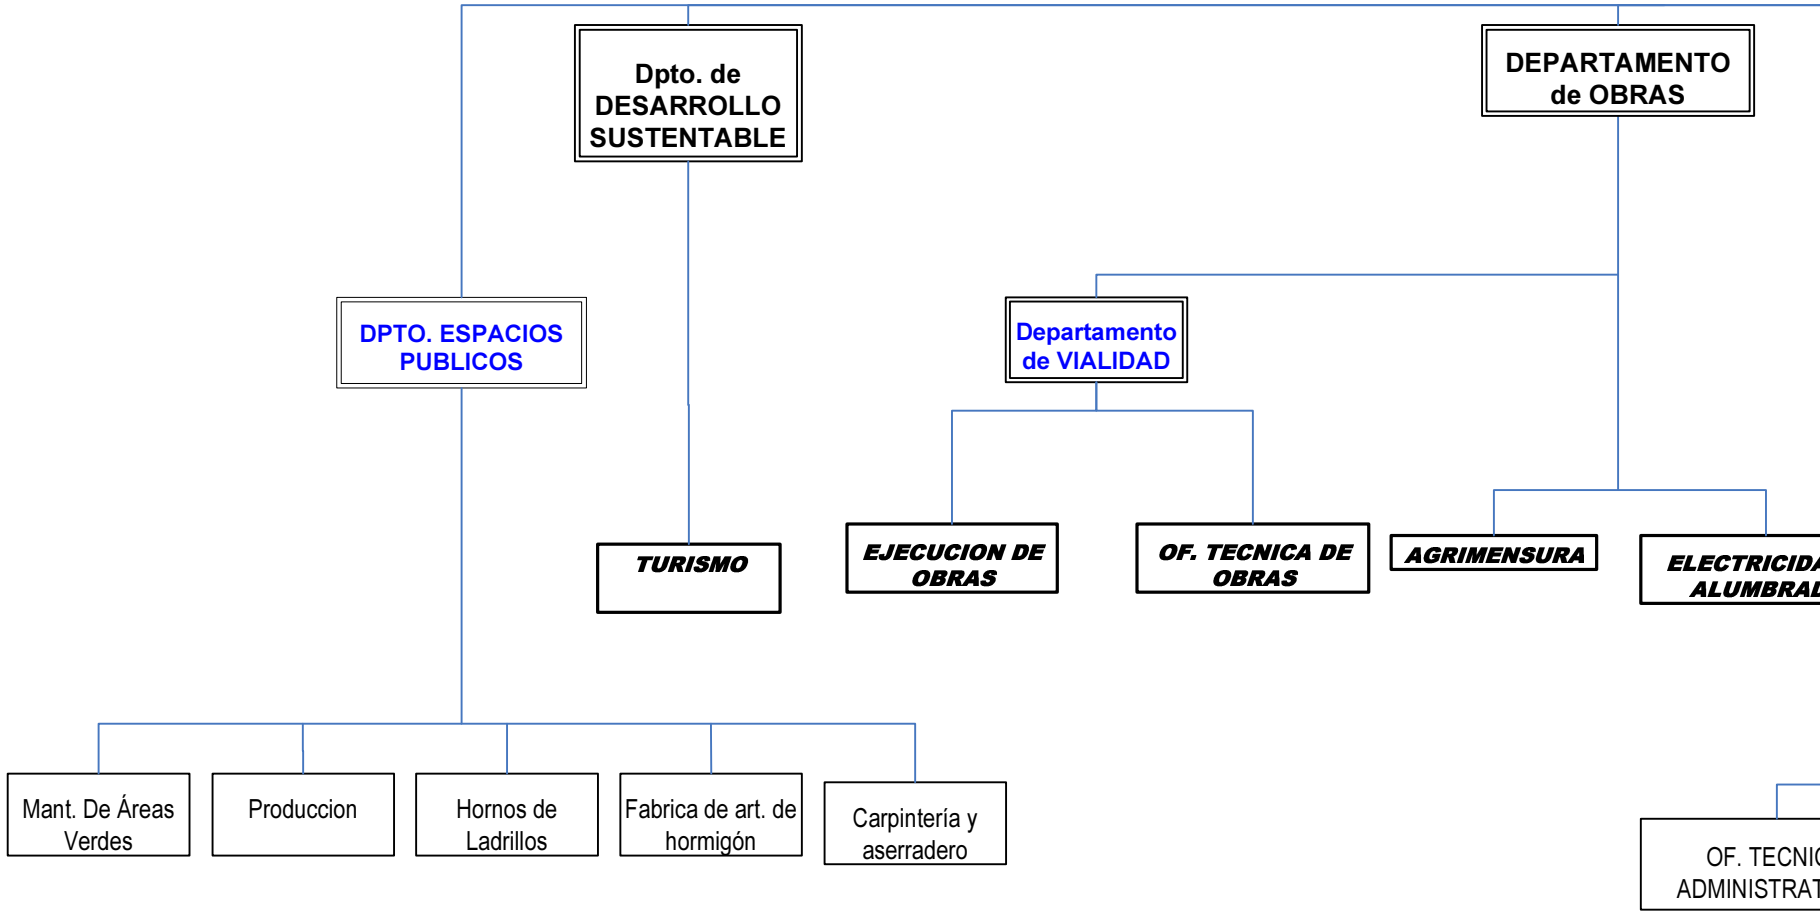 Dpto. de
DESARROLLO
SUSTENTABLE
DEPARTAMENTO
de OBRAS
DPTO. ESPACIOS
PUBLICOS
Departamento
de VIALIDAD
TURISMO
EJECUCION DE
OBRAS
OF. TECNICA DE
OBRAS
AGRIMENSURA
Mant. De Áreas
Verdes
Produccion
Hornos de
Ladrillos
Fabrica de art. de
hormigón
Carpintería y
aserradero
OF.